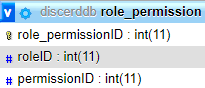 v discerddb role_permission
role_permissionID : int(11)
# roleID : int(11)
# permissionID : int(11)